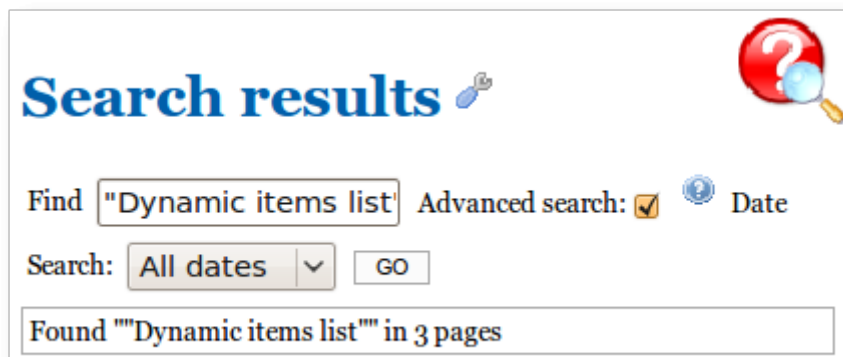 Search results
Find "Dynamic items list" Advanced search: Date
Search: All dates GO
Found ""Dynamic items list"" in 3 pages